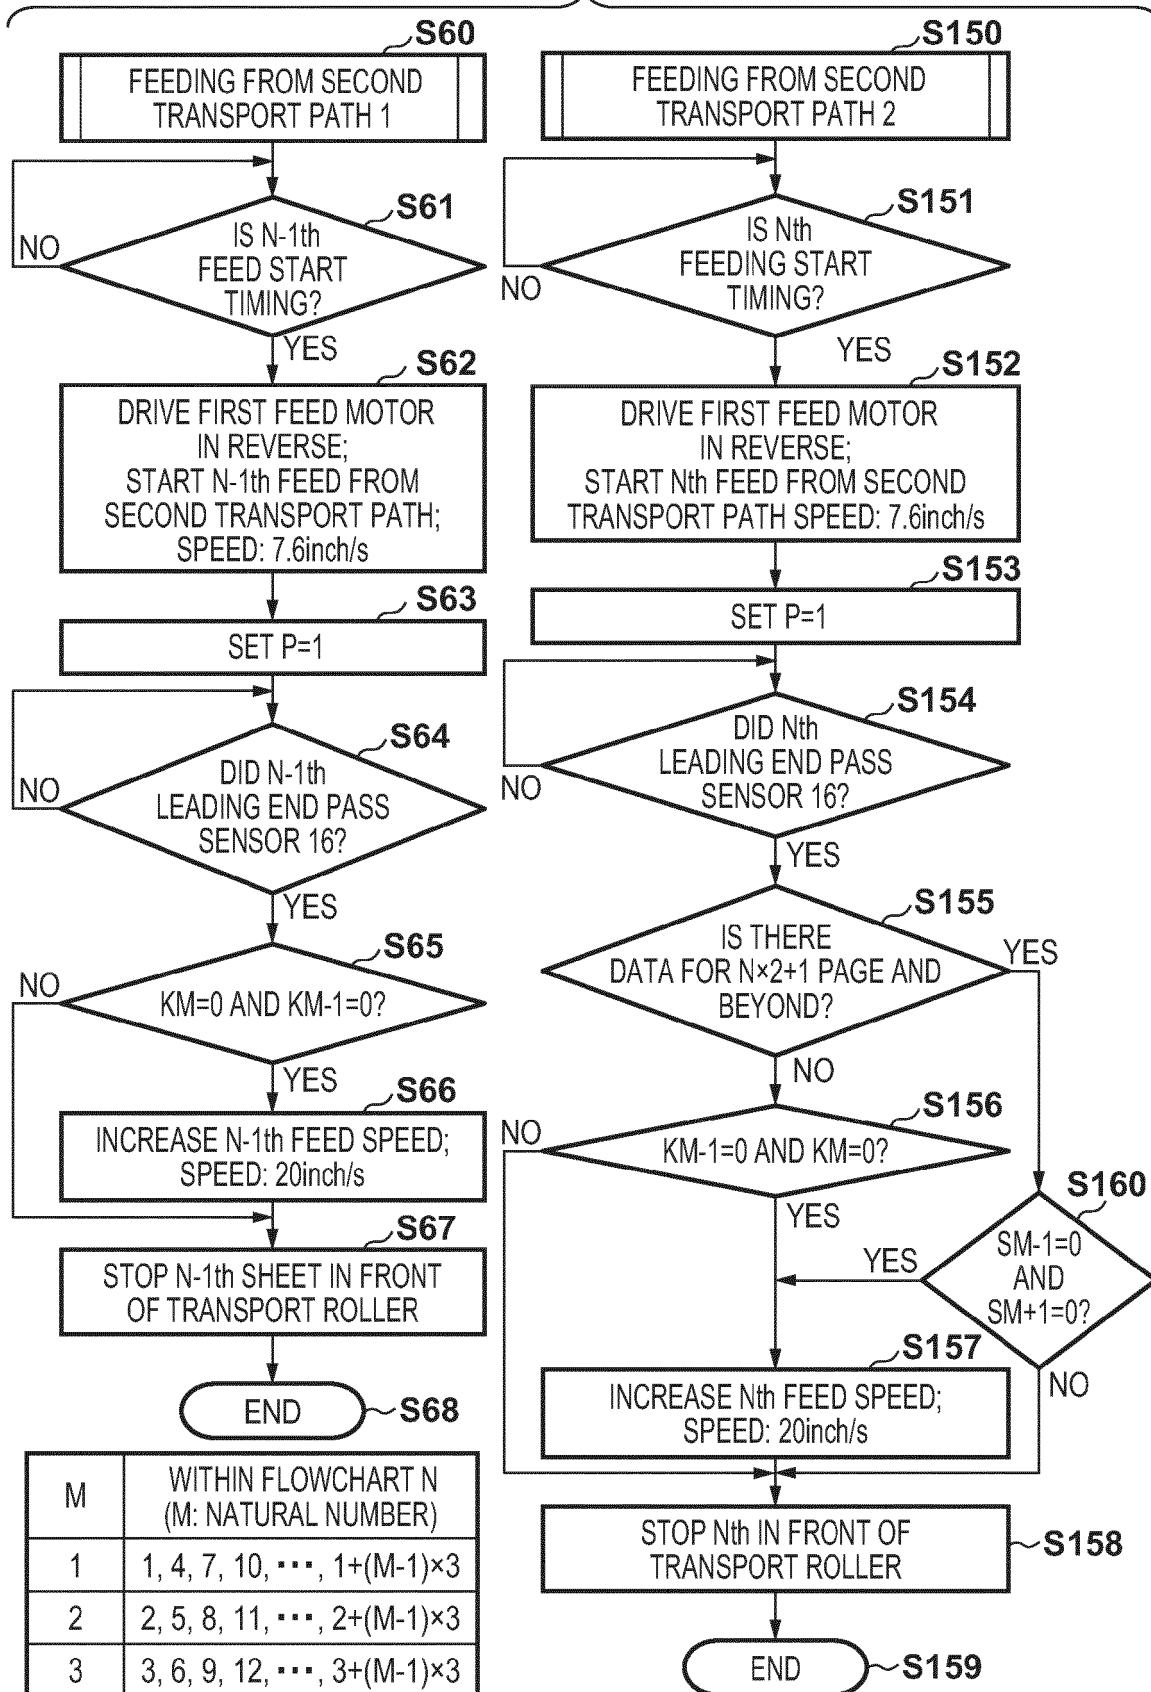 S60
FEEDING FROM SECOND
TRANSPORT PATH 1
S61
IS N-1th
FEED START
TIMING?
NO
YES
S62
DRIVE FIRST FEED MOTOR
IN REVERSE;
START N-1th FEED FROM
SECOND TRANSPORT PATH;
SPEED: 7.6inch/s
S63
SET P=1
S64
DID N-1th
LEADING END PASS
SENSOR 16?
NO
YES
S65
NO
KM=0 AND KM-1=0?
YES
S66
INCREASE N-1th FEED SPEED;
SPEED: 20inch/s
S67
STOP N-1th SHEET IN FRONT
OF TRANSPORT ROLLER
END
S68
M
WITHIN FLOWCHART N
(M: NATURAL NUMBER)
1
1, 4, 7, 10, ···, 1+(M-1)×3
2
2, 5, 8, 11, ···, 2+(M-1)×3
3
3, 6, 9, 12, ···, 3+(M-1)×3
S150
FEEDING FROM SECOND
TRANSPORT PATH 2
S151
IS Nth
FEEDING START
TIMING?
NO
YES
S152
DRIVE FIRST FEED MOTOR
IN REVERSE;
START Nth FEED FROM SECOND
TRANSPORT PATH SPEED: 7.6inch/s
S153
SET P=1
S154
DID Nth
LEADING END PASS
SENSOR 16?
NO
YES
S155
IS THERE
DATA FOR N×2+1 PAGE AND
BEYOND?
YES
NO
S156
NO
KM-1=0 AND KM=0?
YES
S160
SM-1=0
AND
SM+1=0?
YES
NO
S157
INCREASE Nth FEED SPEED;
SPEED: 20inch/s
STOP Nth IN FRONT OF
TRANSPORT ROLLER
S158
END
S159